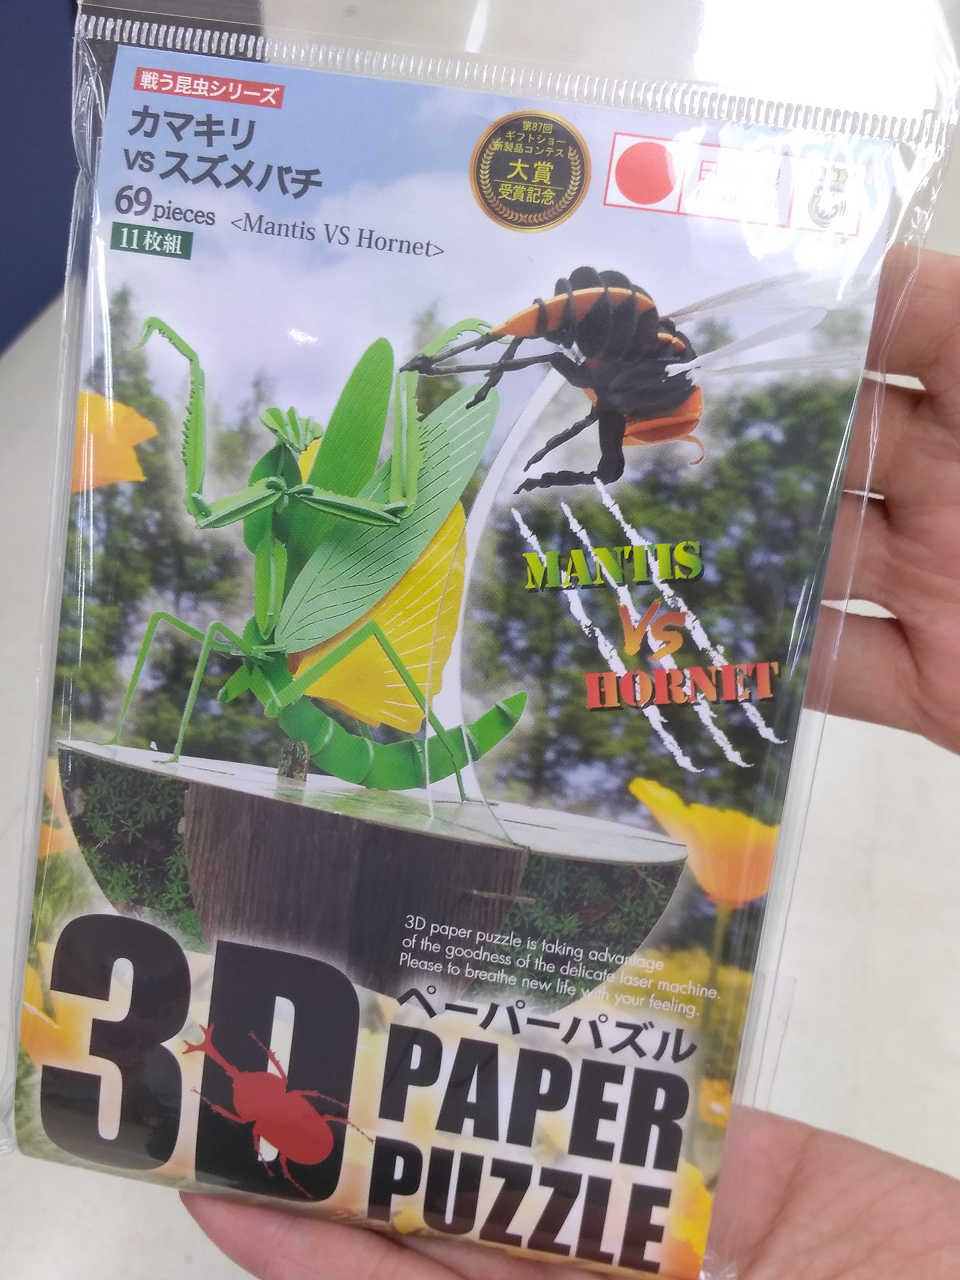 戦う昆虫シリーズ
カマキリ
VSスズメバチ
69pieces <Mantis VS Hornet>
11枚組
第87回
ギフトショー
新製品コンテスト
大賞
受賞記念
MANTIS
VS
HORNET
3D paper puzzle is taking advantage
of the goodness of the delicate laser machine.
Please to breathe new life with your feeling.
3D
ペーパーパズル
PAPER
PUZZLE